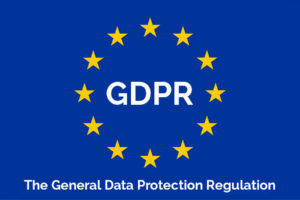 GDPR
The General Data Protection Regulation